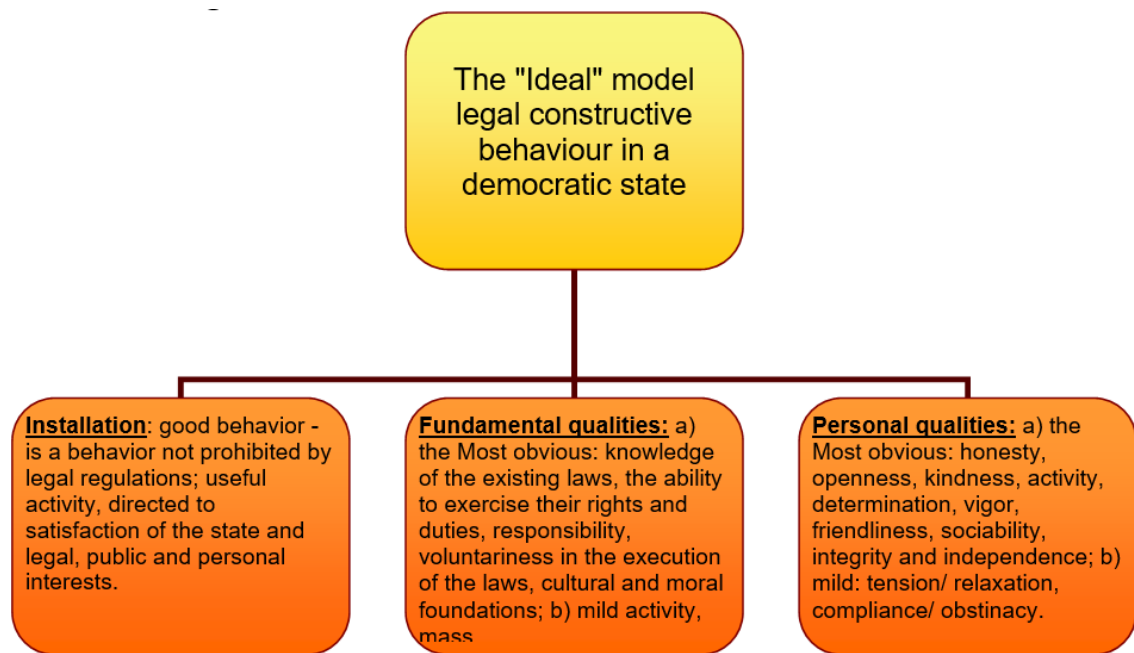 The "Ideal" model
legal constructive
behaviour in a
democratic state
Installation: good behavior -
is a behavior not prohibited by
legal regulations; useful
activity, directed to
satisfaction of the state and
legal, public and personal
interests.
Fundamental qualities: a)
the Most obvious: knowledge
of the existing laws, the ability
to exercise their rights and
duties, responsibility,
voluntariness in the execution
of the laws, cultural and moral
foundations; b) mild activity,
mass
Personal qualities: a) the
Most obvious: honesty,
openness, kindness, activity,
determination, vigor,
friendliness, sociability,
integrity and independence; b)
mild: tension/ relaxation,
compliance/ obstinacy.